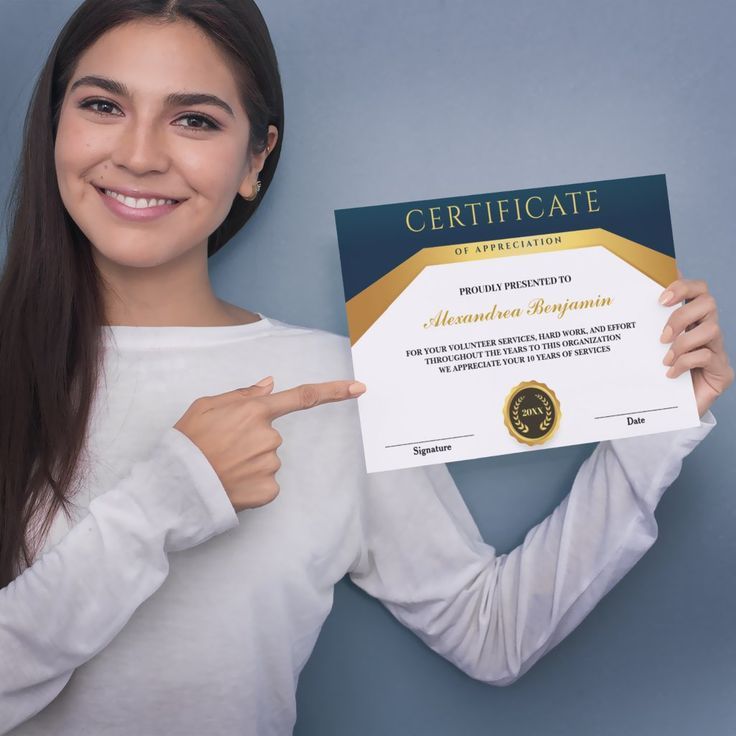 CERTIFICATE
OF APPRECIATION
PROUDLY PRESENTED TO
Alexandrea Benjamin
FOR YOUR VOLUNTEER SERVICES, HARD WORK, AND EFFORT
THROUGHOUT THE YEARS TO THIS ORGANIZATION
WE APPRECIATE YOUR 10 YEARS OF SERVICES
20XX
Signature
Date